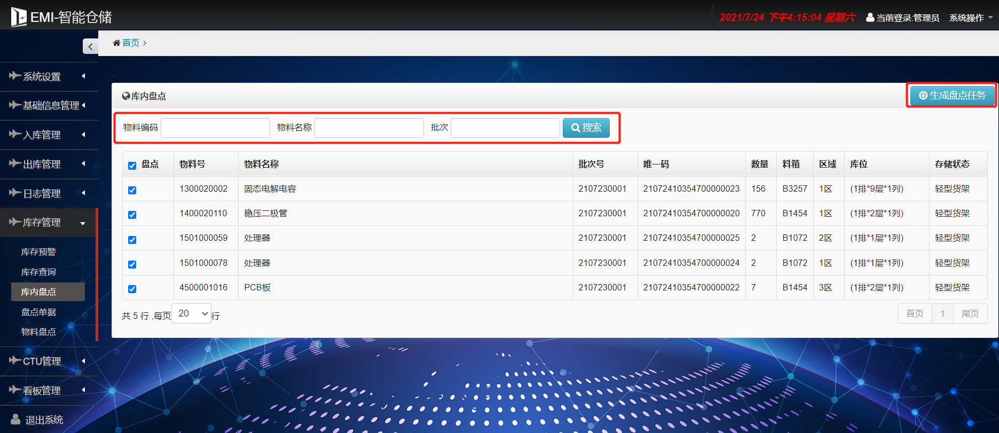 EMI-智能仓储
2021/7/24 下午4:15:04 星期六
当前登录:管理员
系统操作
首页 >
系统设置
基础信息管理
入库管理
出库管理
日志管理
库存管理
库存预警
库存查询
库内盘点
盘点单据
物料盘点
CTU管理
看板管理
退出系统
<
库内盘点
生成盘点任务
物料编码 物料名称 批次 搜索
盘点 物料号 物料名称 批次号 唯一码 数量 料箱 区域 库位 存储状态
1300020002 固态电解电容 2107230001 21072410354700000023 156 B3257 1区 (1排*9层*1列) 轻型货架
1400020110 稳压二极管 2107230001 21072410354700000020 770 B1454 1区 (1排*2层*1列) 轻型货架
1501000059 处理器 2107230001 21072410354700000025 2 B1072 2区 (1排*1层*1列) 轻型货架
1501000078 处理器 2107230001 21072410354700000024 2 B1072 1区 (1排*1层*1列) 轻型货架
4500001016 PCB板 2107230001 21072410354700000022 7 B1454 3区 (1排*2层*1列) 轻型货架
共 5 行 ,每页 20 行
首页 1 尾页